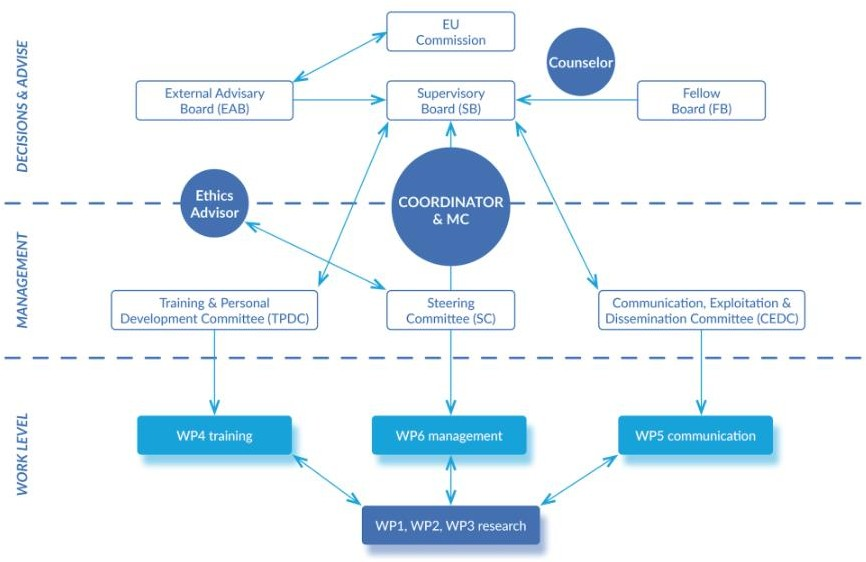 DECISIONS & ADVISE
EU
Commission
Counselor
External Advisary
Board (EAB)
Supervisory
Board (SB)
Fellow
Board (FB)
Ethics
Advisor
COORDINATOR
& MC
MANAGEMENT
Training & Personal
Development Committee (TPDC)
Steering
Committee (SC)
Communication, Exploitation &
Dissemination Committee (CEDC)
WORK LEVEL
WP4 training
WP6 management
WP5 communication
WP1, WP2, WP3 research